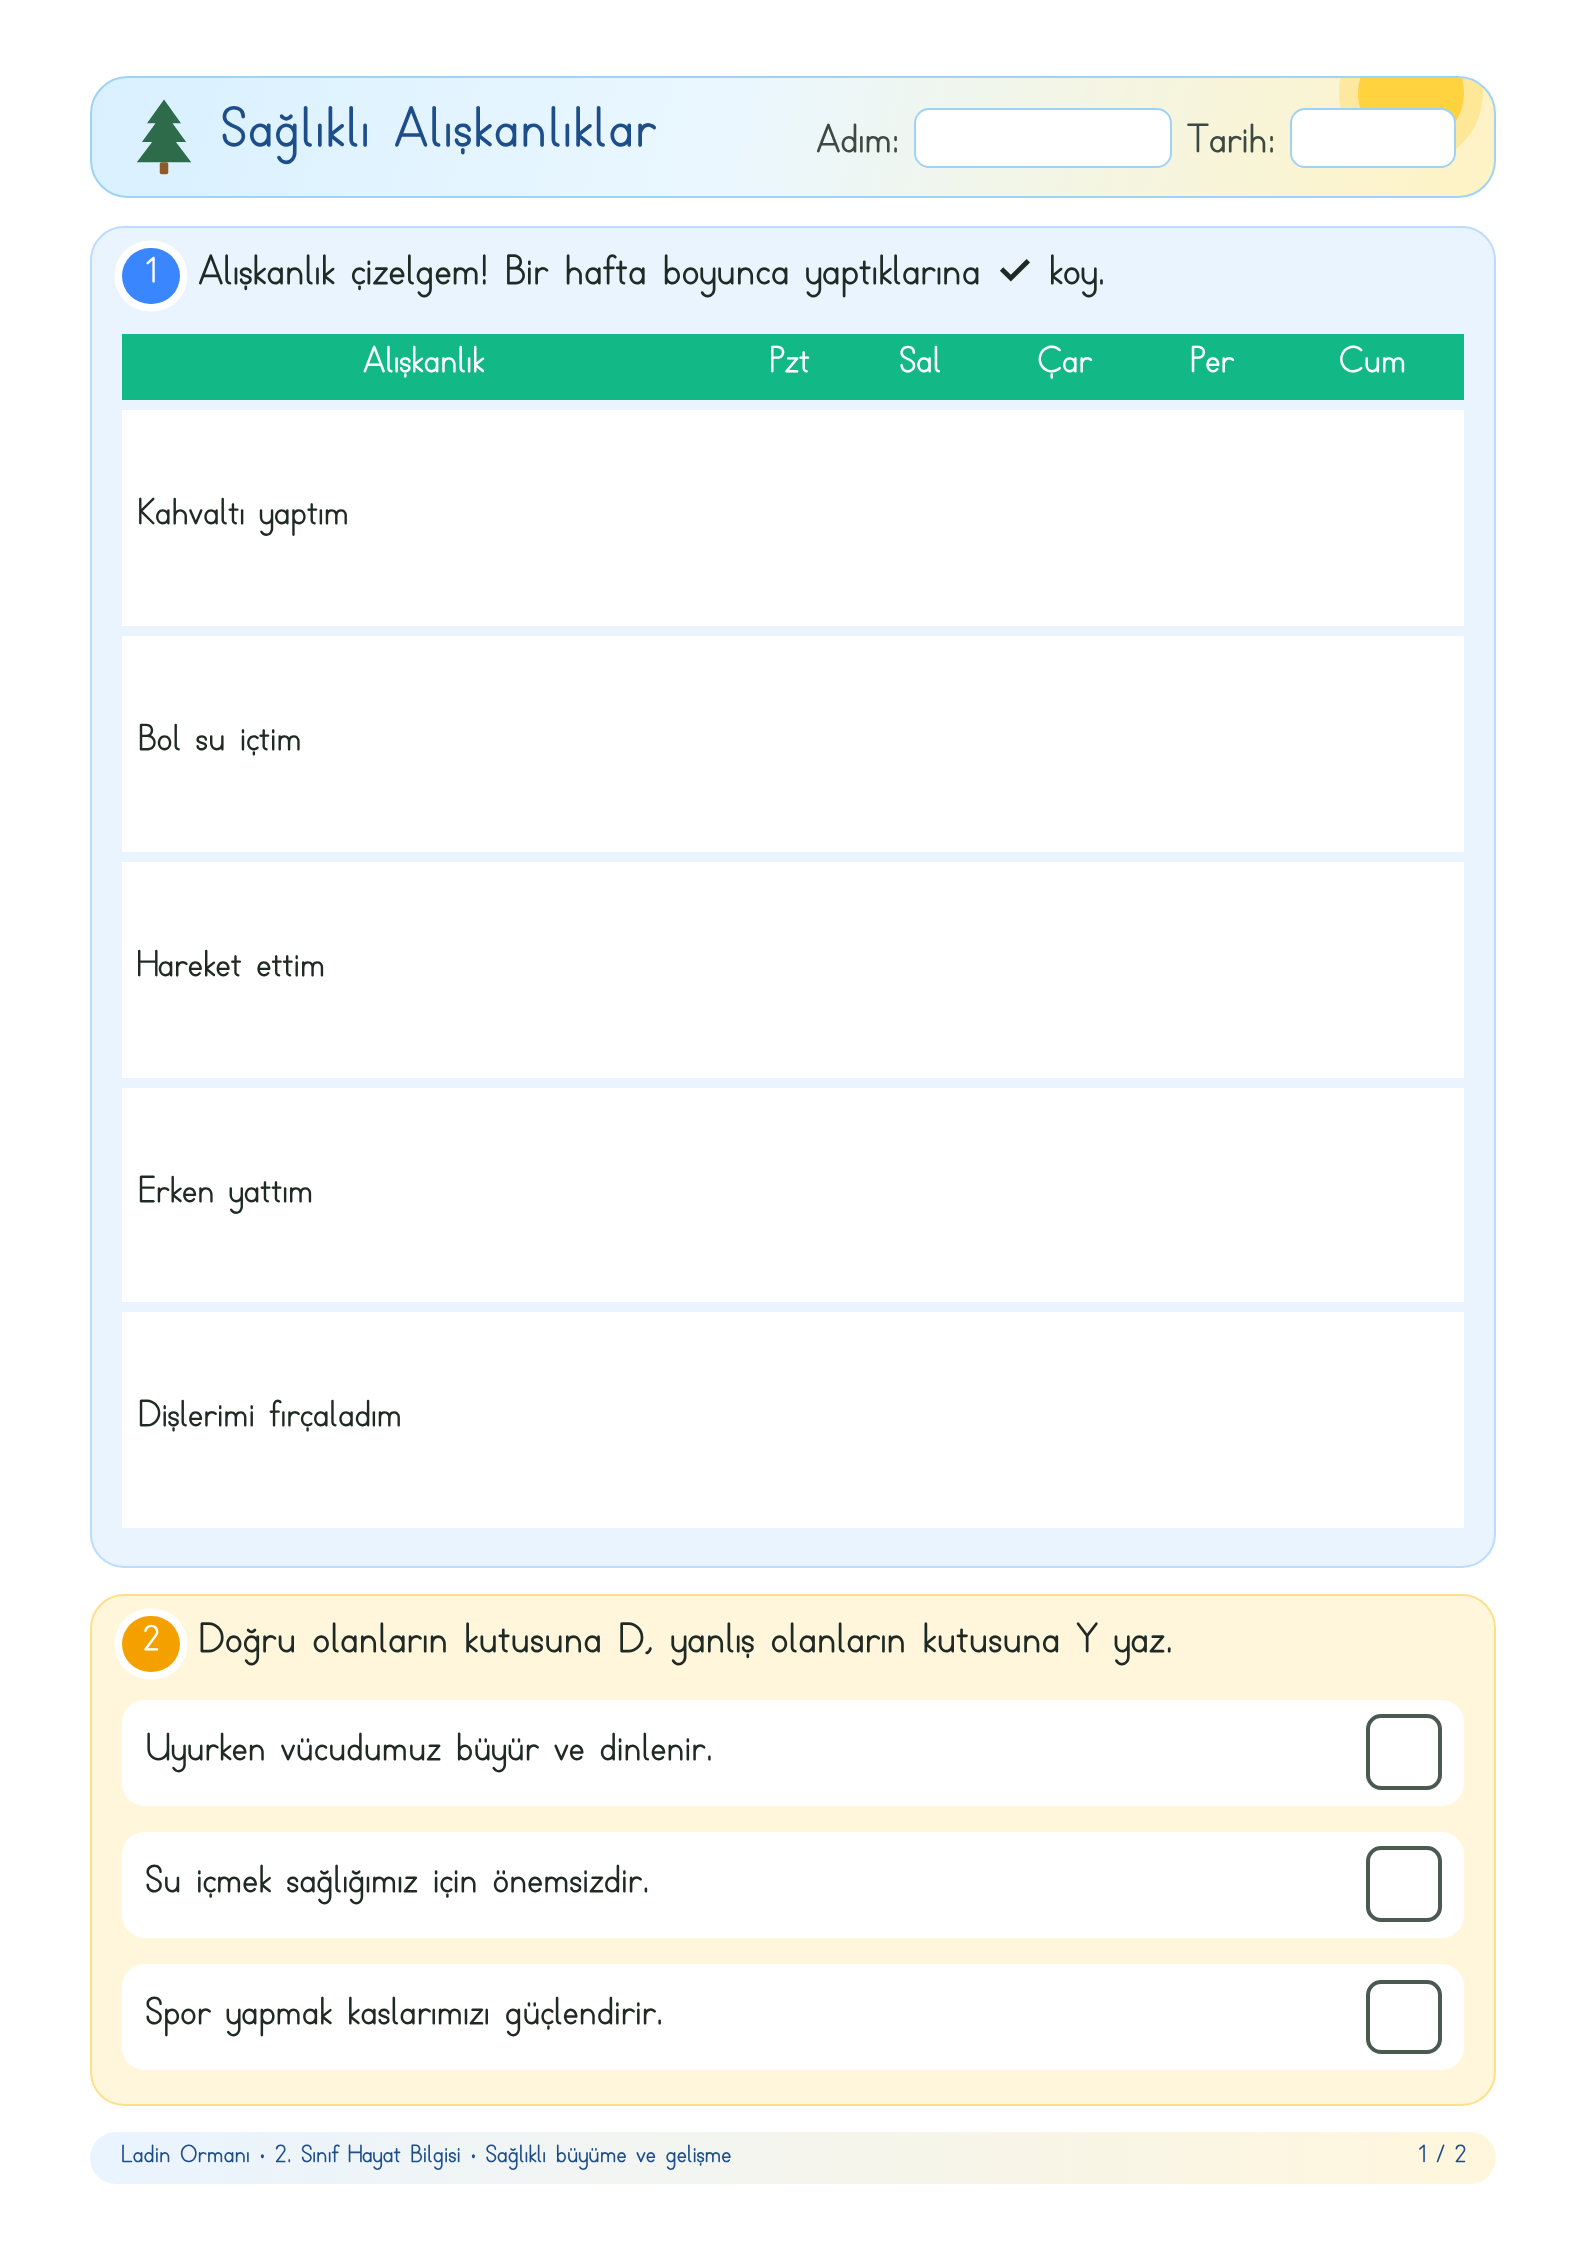 Sağlıklı Alışkanlıklar Adım: Tarih:
1 Alışkanlık çizelgem! Bir hafta boyunca yaptıklarına ✓ koy.
Alışkanlık Pzt Sal Çar Per Cum
Kahvaltı yaptım
Bol su içtim
Hareket ettim
Erken yattım
Dişlerimi fırçaladım
2 Doğru olanların kutusuna D, yanlış olanların kutusuna Y yaz.
Uyurken vücudumuz büyür ve dinlenir.
Su içmek sağlığımız için önemsizdir.
Spor yapmak kaslarımızı güçlendirir.
Ladin Ormanı • 2. Sınıf Hayat Bilgisi • Sağlıklı büyüme ve gelişme 1 / 2